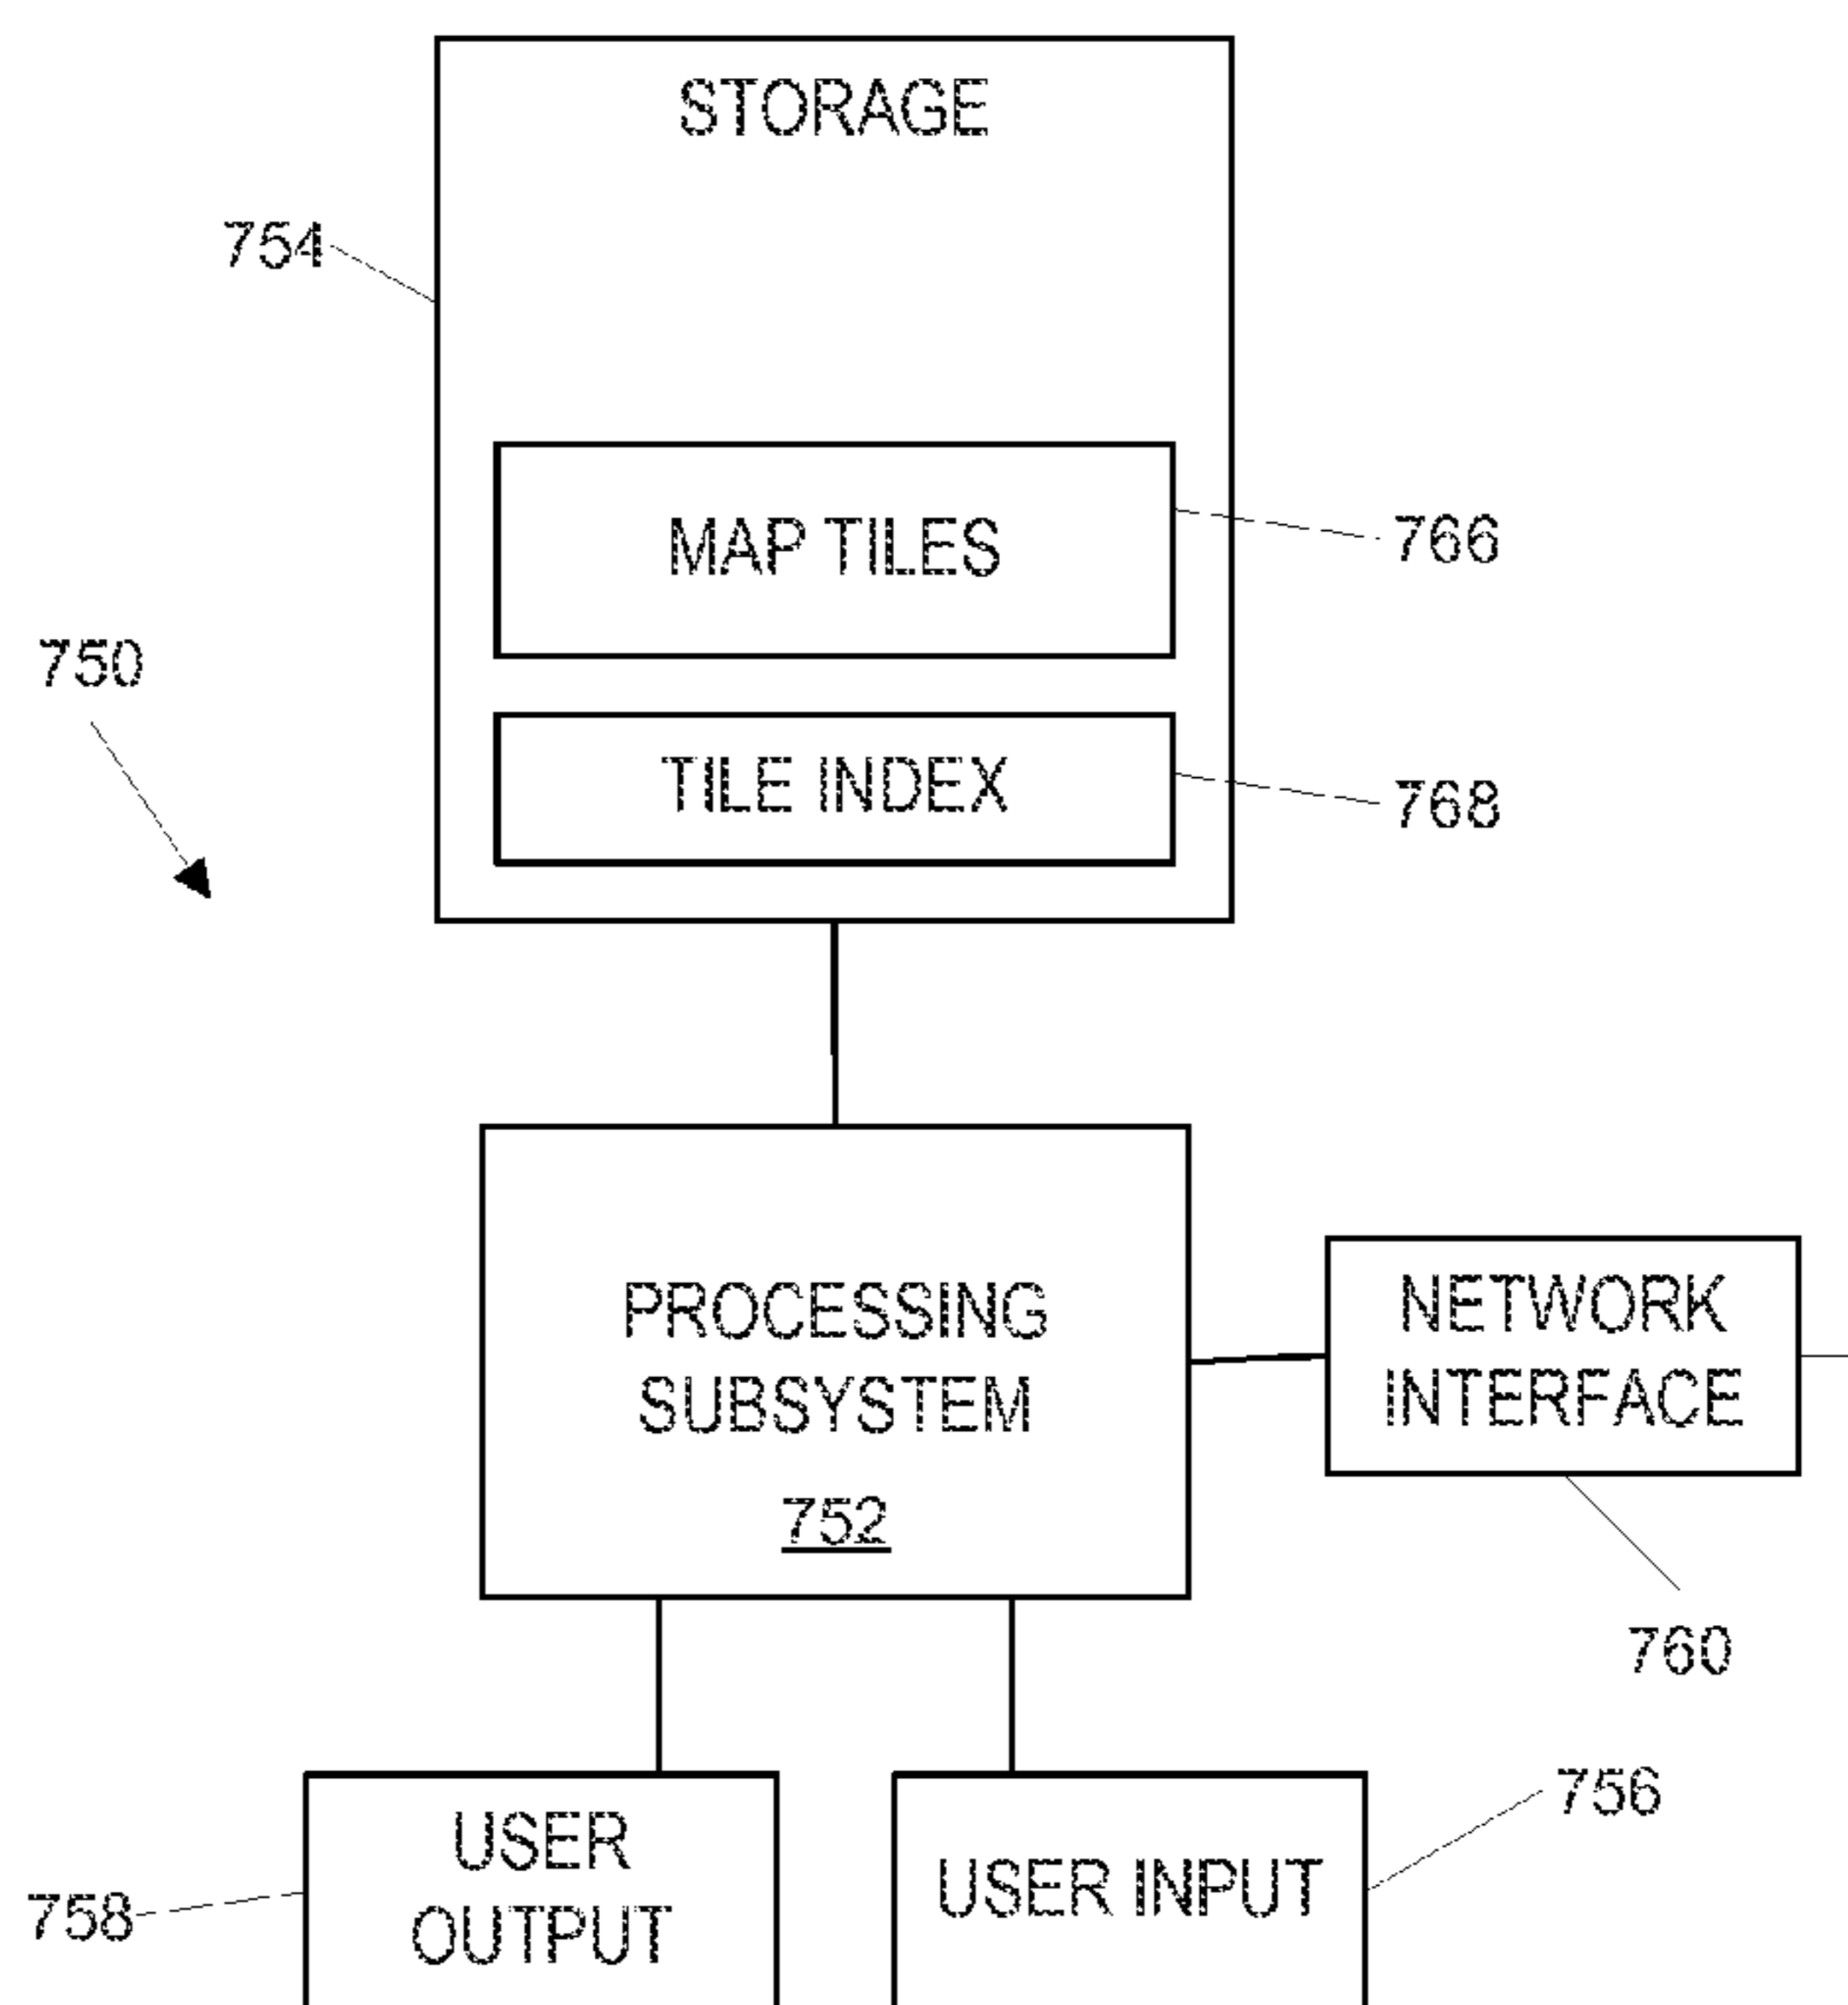 STORAGE
754
MAP TILES
766
750
TILE INDEX
768
PROCESSING
SUBSYSTEM
752
NETWORK
INTERFACE
760
756
USER
OUTPUT
USER INPUT
758